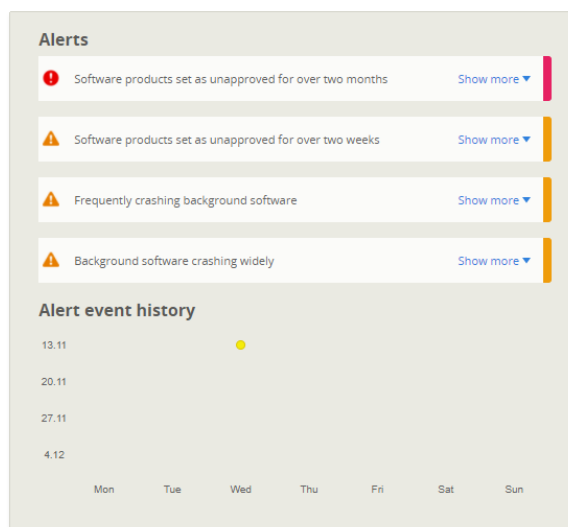 Alerts
Software products set as unapproved for over two months Show more
Software products set as unapproved for over two weeks Show more
Frequently crashing background software Show more
Background software crashing widely Show more
Alert event history
13.11
20.11
27.11
4.12
Mon Tue Wed Thu Fri Sat Sun